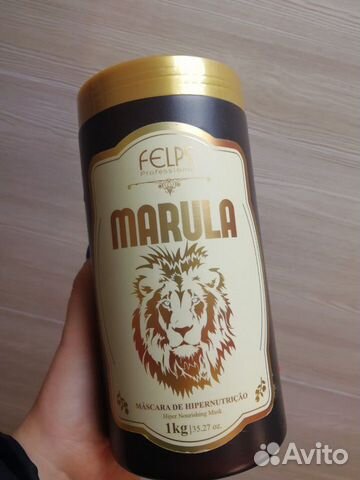 FELPS
Professional
MARULA
MÁSCARA DE HIPERNUTRIÇÃO
Hiper Nourishing Mask
1kg|35.27 oz.
Avito